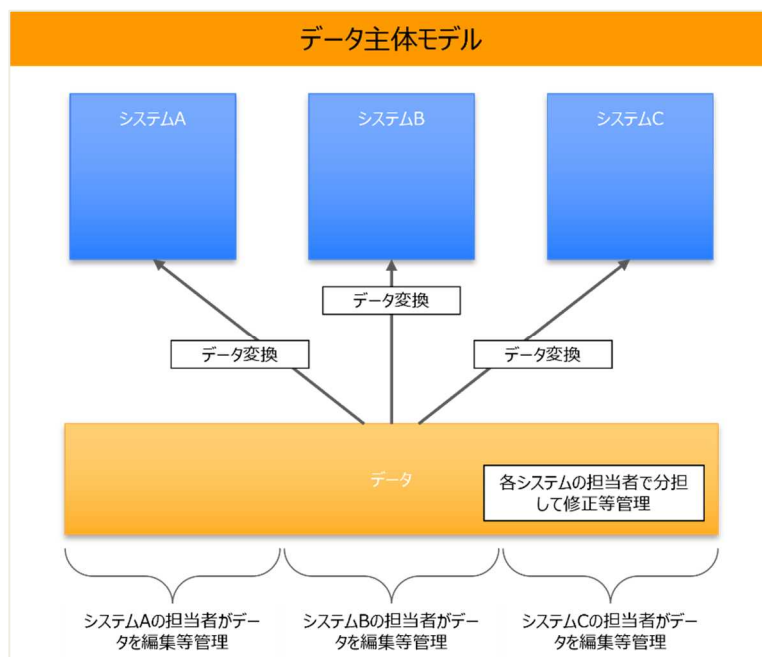 データ主体モデル
システムA
システムB
システムC
データ変換
データ変換
データ変換
データ
各システムの担当者で分担
して修正等管理
システムAの担当者がデー
タを編集等管理
システムBの担当者がデー
タを編集等管理
システムCの担当者がデー
タを編集等管理